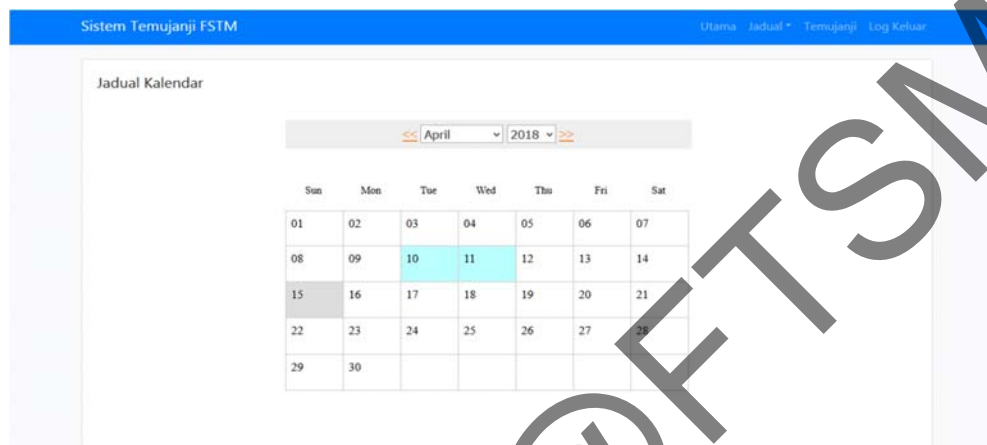 Sistem Temujanji FSTM Utama Jadual Temujanji Log Keluar
Jadual Kalendar
<< April 2018 >>
Sun Mon Tue Wed Thu Fri Sat
01 02 03 04 05 06 07
08 09 10 11 12 13 14
15 16 17 18 19 20 21
22 23 24 25 26 27 28
29 30
@FTSM